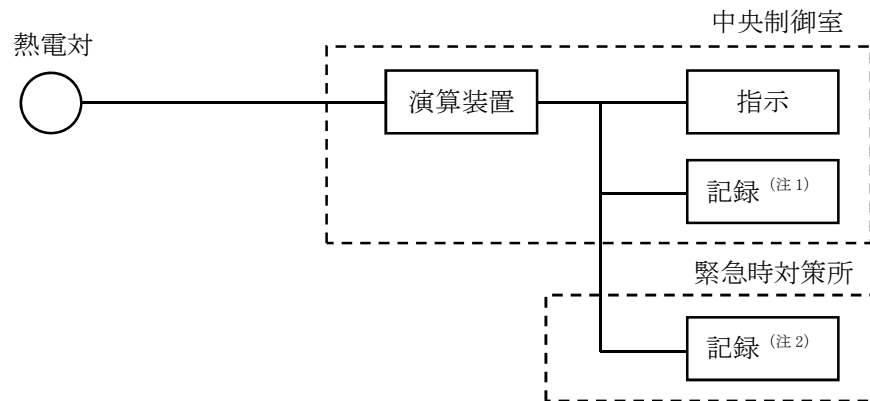 中央制御室
熱電対
演算装置
指示
記録（注1）
緊急時対策所
記録（注2）